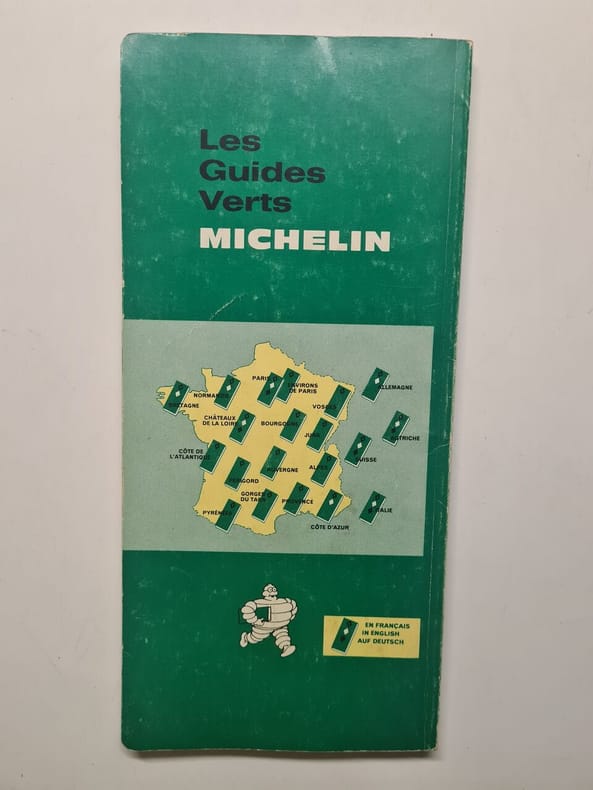 Les
Guides
Verts
MICHELIN
PARIS
ENVIRONS
DE PARIS
ALLEMAGNE
NORMANDIE
BRETAGNE
VOSGES
CHÂTEAUX
DE LA LOIRE
BOURGOGNE
JURA
AUTRICHE
CÔTE DE
L'ATLANTIQUE
SUISSE
AUVERGNE
ALPES
PÉRIGORD
GORGES
DU TARN
PROVENCE
PYRÉNÉES
ITALIE
CÔTE D'AZUR
EN FRANÇAIS
IN ENGLISH
AUF DEUTSCH